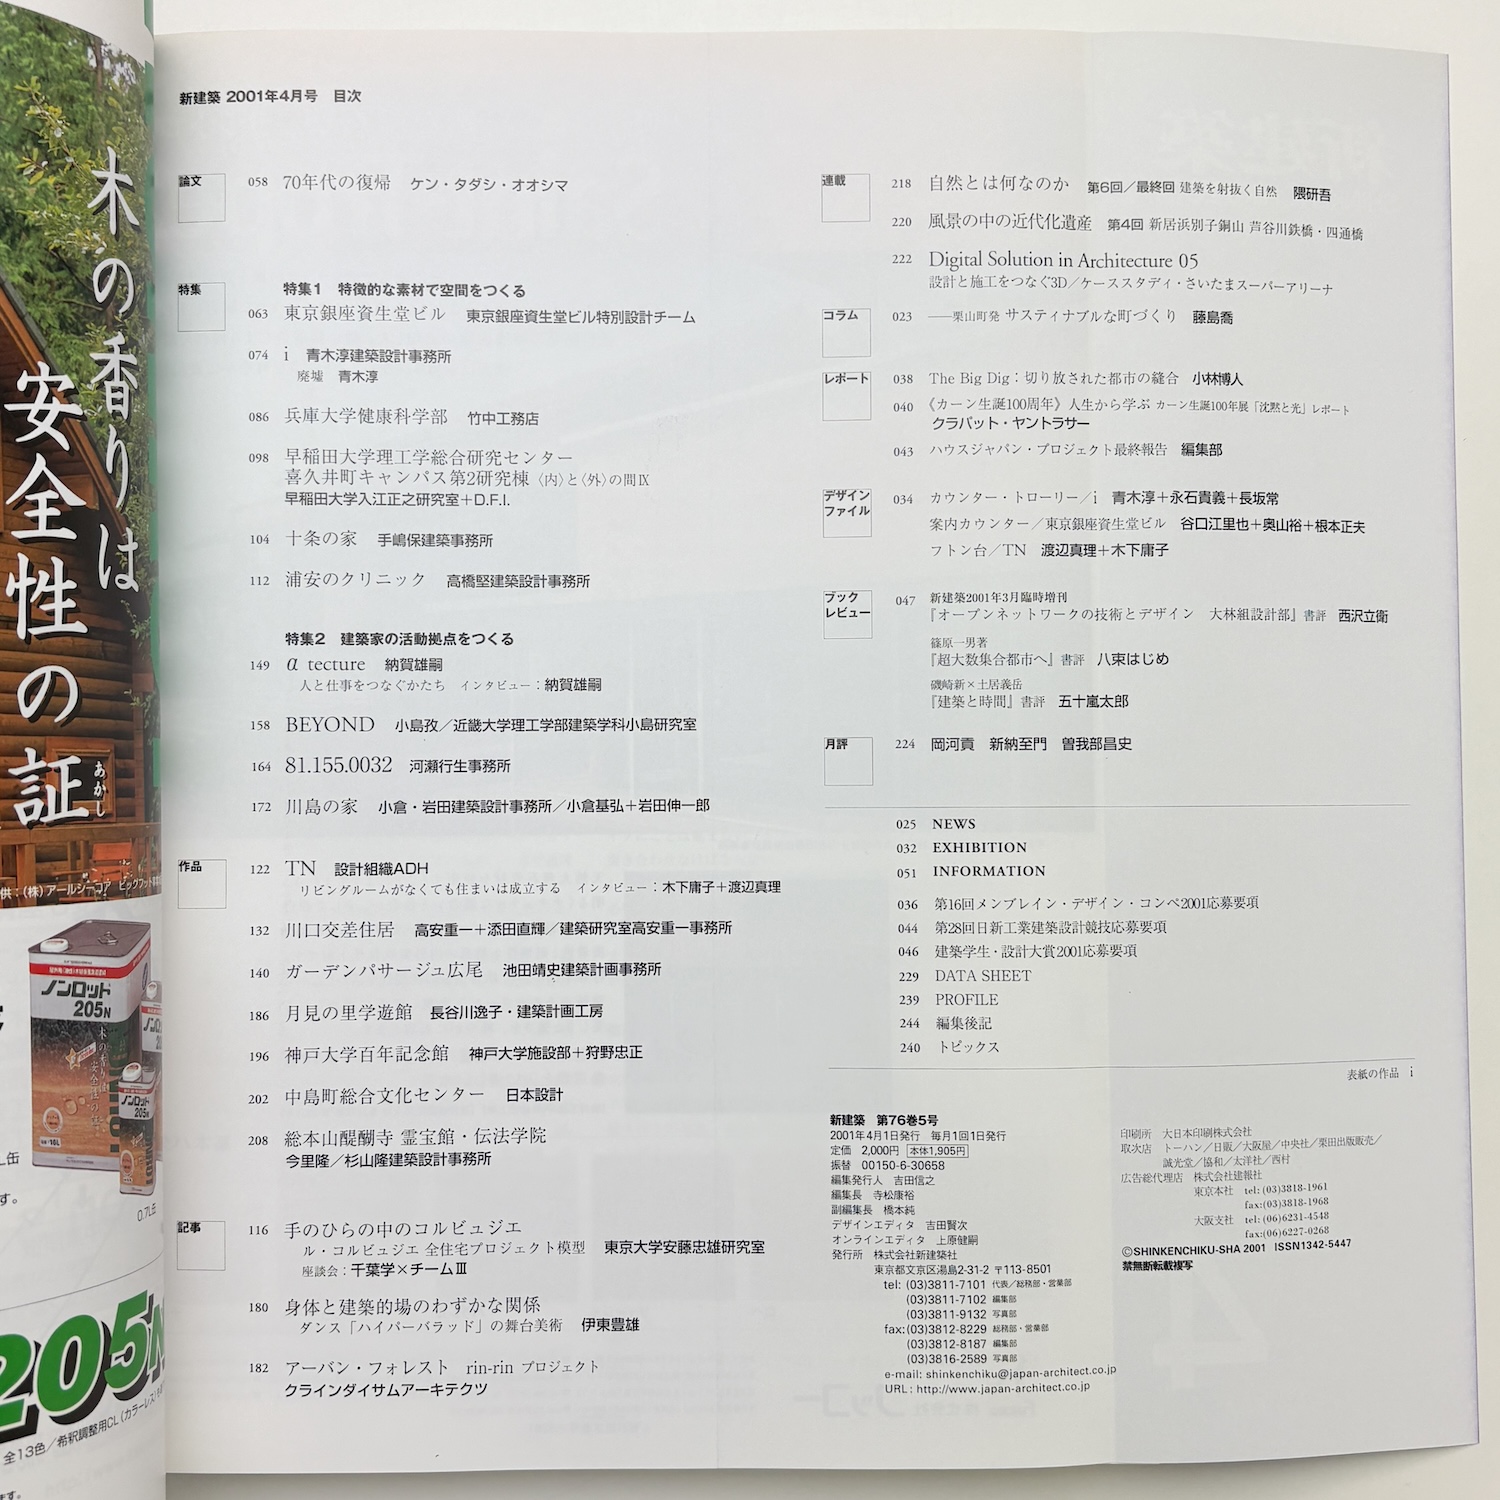 木の香りは
安全性の証
あかし
供:(株)アールシーコア
ノンロッド
205N
木の香りは
安全性の証
ノンロッド
205N
0.7L缶
L缶
す。
205N
全13色/希釈調整用CL(カラーレス)
ます。
新建築 2001年4月号 目次
論文
058 70年代の復帰 ケン・タダシ・オオシマ
特集
特集1 特徴的な素材で空間をつくる
063 東京銀座資生堂ビル 東京銀座資生堂ビル特別設計チーム
074 i 青木淳建築設計事務所
廃墟 青木淳
086 兵庫大学健康科学部 竹中工務店
098 早稲田大学理工学総合研究センター
喜久井町キャンパス第2研究棟〈内〉と〈外〉の間Ⅸ
早稲田大学入江正之研究室+D.F.I.
104 十条の家 手嶋保建築事務所
112 浦安のクリニック 高橋堅建築設計事務所
特集2 建築家の活動拠点をつくる
149 α tecture 納賀雄嗣
人と仕事をつなぐかたち インタビュー:納賀雄嗣
158 BEYOND 小島孜/近畿大学理工学部建築学科小島研究室
164 81.155.0032 河瀬行生事務所
172 川島の家 小倉・岩田建築設計事務所/小倉基弘+岩田伸一郎
作品
122 TN 設計組織ADH
リビングルームがなくても住まいは成立する インタビュー:木下庸子+渡辺真理
132 川口交差住居 高安重一+添田直輝/建築研究室高安重一事務所
140 ガーデンパサージュ広尾 池田靖史建築計画事務所
186 月見の里学遊館 長谷川逸子・建築計画工房
196 神戸大学百年記念館 神戸大学施設部+狩野忠正
202 中島町総合文化センター 日本設計
208 総本山醍醐寺 霊宝館・伝法学院
今里隆/杉山隆建築設計事務所
記事
116 手のひらの中のコルビュジエ
ル・コルビュジエ 全住宅プロジェクト模型 東京大学安藤忠雄研究室
座談会:千葉学×チームⅢ
180 身体と建築的場のわずかな関係
ダンス「ハイパーバラッド」の舞台美術 伊東豊雄
182 アーバン・フォレスト rin-rin プロジェクト
クラインダイサムアーキテクツ
連載
218 自然とは何なのか 第6回/最終回 建築を射抜く自然 隈研吾
220 風景の中の近代化遺産 第4回 新居浜別子銅山 芦谷川鉄橋・四通橋
222 Digital Solution in Architecture 05
設計と施工をつなぐ3D/ケーススタディ・さいたまスーパーアリーナ
コラム
023 ——栗山町発 サスティナブルな町づくり 藤島喬
レポート
038 The Big Dig:切り放された都市の縫合 小林博人
040 《カーン生誕100周年》人生から学ぶ カーン生誕100年展「沈黙と光」レポート
クラパット・ヤントラサー
043 ハウスジャパン・プロジェクト最終報告 編集部
デザイン
ファイル
034 カウンター・トローリー/i 青木淳+永石貴義+長坂常
案内カウンター/東京銀座資生堂ビル 谷口江里也+奥山裕+根本正夫
フトン台/TN 渡辺真理+木下庸子
ブック
レビュー
047 新建築2001年3月臨時増刊
『オープンネットワークの技術とデザイン 大林組設計部』書評 西沢立衛
篠原一男著
『超大数集合都市へ』書評 八束はじめ
磯崎新×土居義岳
『建築と時間』書評 五十嵐太郎
月評
224 岡河貢 新納至門 曽我部昌史
025 NEWS
032 EXHIBITION
051 INFORMATION
036 第16回メンブレイン・デザイン・コンペ2001応募要項
044 第28回日新工業建築設計競技応募要項
046 建築学生・設計大賞2001応募要項
229 DATA SHEET
239 PROFILE
244 編集後記
240 トピックス
表紙の作品 i
新建築 第76巻5号
2001年4月1日発行 毎月1回1日発行
定価 2,000円 本体1,905円
振替 00150-6-30658
編集発行人 吉田信之
編集長 寺松康裕
副編集長 橋本純
デザインエディタ 吉田賢次
オンラインエディタ 上原健嗣
発行所 株式会社新建築社
東京都文京区湯島2-31-2 〒113-8501
tel: (03)3811-7101 代表/総務部・営業部
(03)3811-7102 編集部
(03)3811-9132 写真部
fax:(03)3812-8229 総務部・営業部
(03)3812-8187 編集部
(03)3816-2589 写真部
e-mail: shinkenchiku@japan-architect.co.jp
URL: http://www.japan-architect.co.jp
印刷所 大日本印刷株式会社
取次店 トーハン/日販/大阪屋/中央社/栗田出版販売/
誠光堂/協和/太洋社/西村
広告総代理店 株式会社建報社
東京本社 tel: (03)3818-1961
fax:(03)3818-1968
大阪支社 tel: (06)6231-4548
fax:(06)6227-0268
©SHINKENCHIKU-SHA 2001 ISSN1342-5447
禁無断転載複写